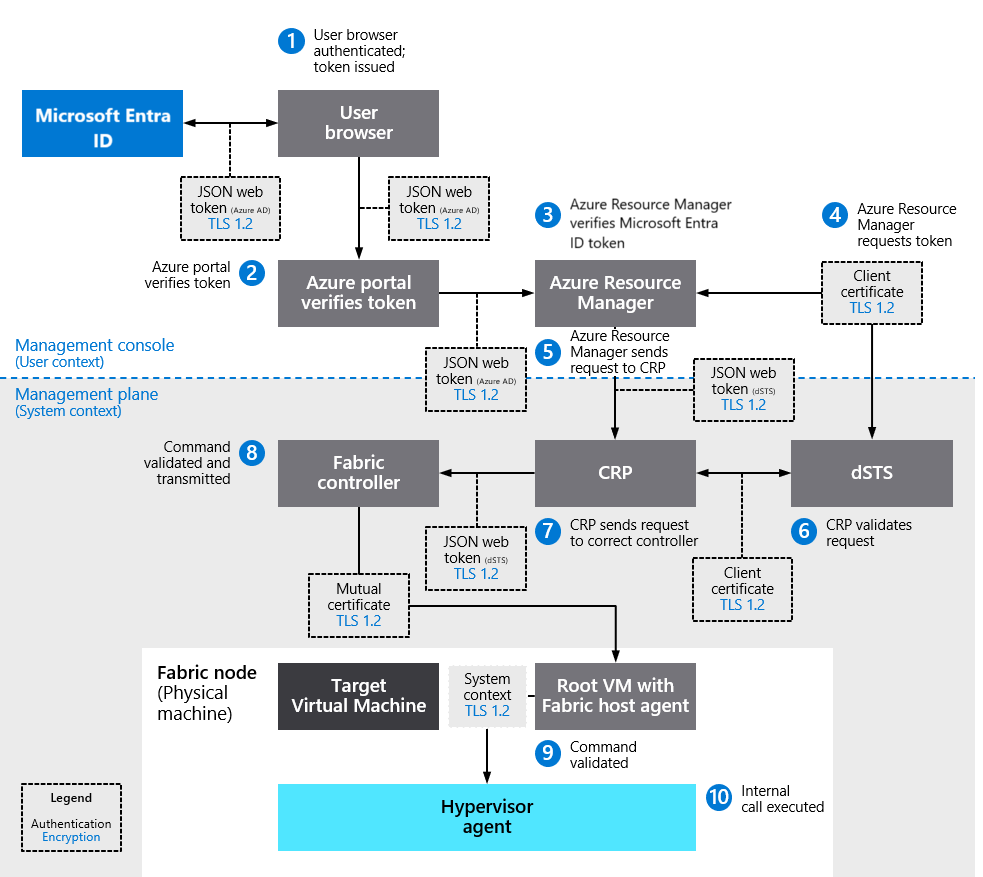 1
User browser
authenticated;
token issued
Microsoft Entra
ID
User
browser
JSON web
token (Azure AD)
TLS 1.2
JSON web
token (Azure AD)
TLS 1.2
3
Azure Resource Manager
verifies Microsoft Entra
ID token
4
Azure Resource
Manager
requests token
Azure portal
verifies token
2
Azure portal
verifies token
Azure Resource
Manager
Client
certificate
TLS 1.2
Management console
(User context)
JSON web
token (Azure AD)
TLS 1.2
5
Azure Resource
Manager sends
request to CRP
JSON web
token (dSTS)
TLS 1.2
Management plane
(System context)
Command
validated and
transmitted
8
Fabric
controller
CRP
dSTS
JSON web
token (dSTS)
TLS 1.2
7
CRP sends request
to correct controller
6
CRP validates
request
Client
certificate
TLS 1.2
Mutual
certificate
TLS 1.2
Fabric node
(Physical
machine)
Target
Virtual Machine
System
context
TLS 1.2
Root VM with
Fabric host agent
9
Command
validated
Hypervisor
agent
10
Internal
call executed
Legend
Authentication
Encryption